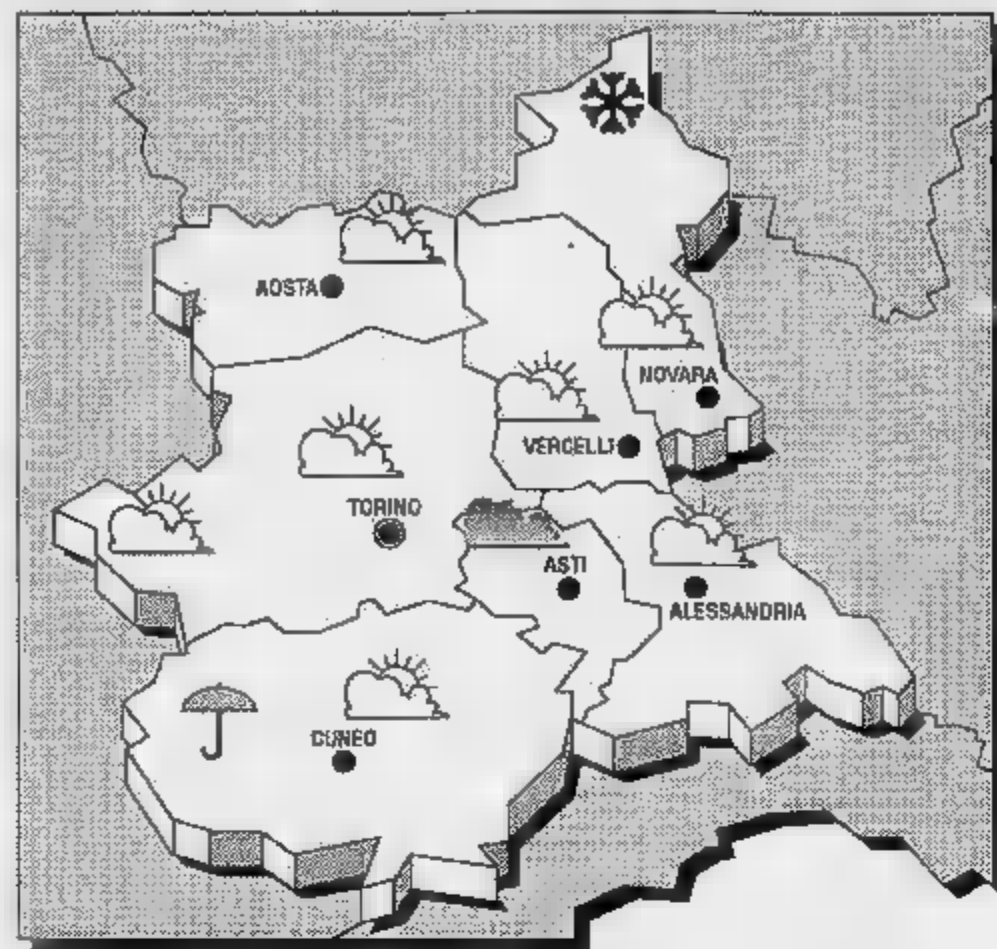 AOSTA
NOVARA
VERCELLI
TORINO
ASTI
ALESSANDRIA
CUNEO